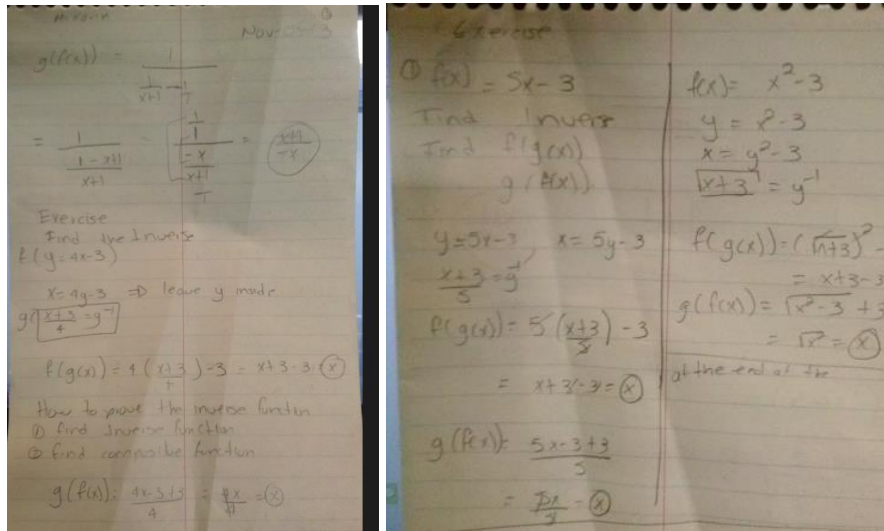 g(f(x)) = 1 / (1/(x+1) - 1)
= 1 / ((1-x+1)/(x+1)) = (1/1) / (-x/(x+1)) = x+1/-x
Exercise
Find the Inverse
f(y=4x-3)
x=4y-3 ⇒ leave y
g( x+3/4 = y⁻¹
f(g(x)) = 4(x+3/ ) -3 = x+3-3=x
How to prove the inverse function
① find Inverse function
② find composite function
g(f(x)) = 4x-3+3/4 = 4x/4 = x
Exercise
① f(x) = 5x-3
Find Invers
Find f(g(x))
g(f(x))
y=5x-3, x=5y-3
x+3/5 = y⁻¹
f(g(x)) = 5(x+3/5) -3
= x+3(-3)= x
g(f(x)) = 5x-3+3/5
= 5x/5 = x
f(x)= x²-3
y = x²-3
x = y²-3
√x+3 = y⁻¹
f(g(x))=(√x+3)²-
= x+3-3
g(f(x))= √x²-3+3
= √x² = x
at the end of the